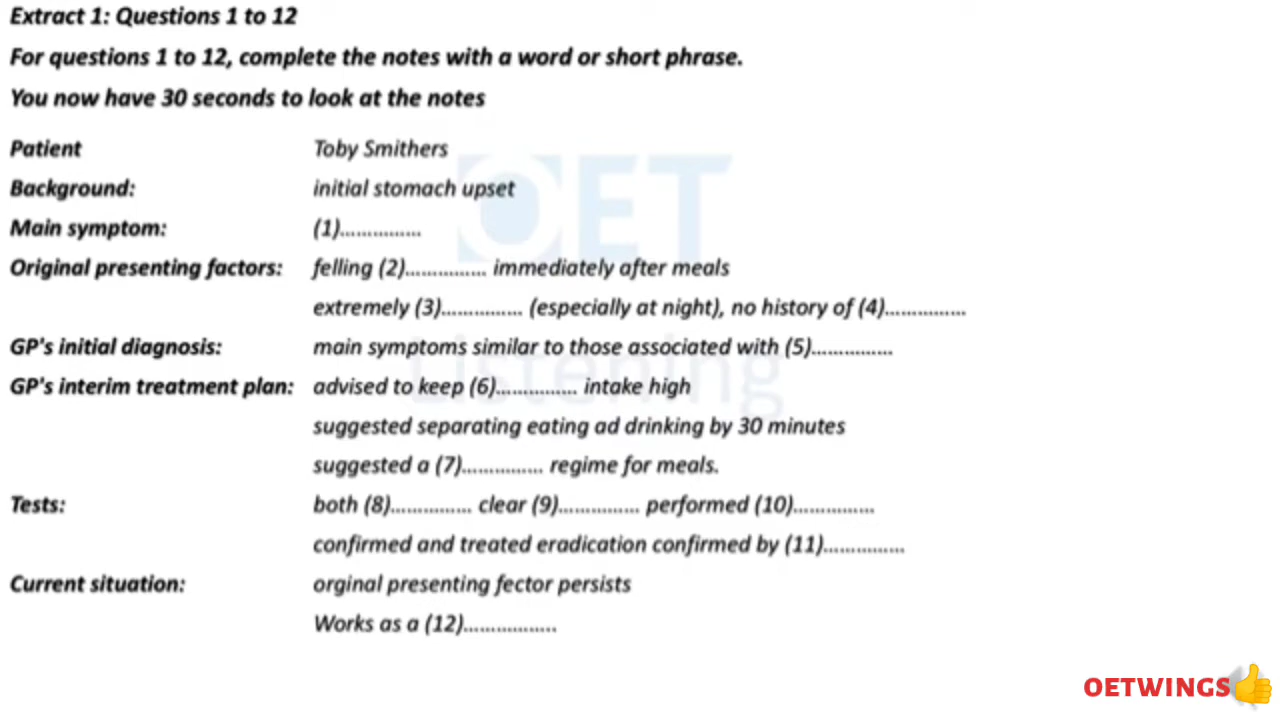 Extract 1: Questions 1 to 12
For questions 1 to 12, complete the notes with a word or short phrase.
You now have 30 seconds to look at the notes
Patient Toby Smithers
Background: initial stomach upset
Main symptom: (1)...............
Original presenting factors: felling (2)............... immediately after meals
extremely (3)............... (especially at night), no history of (4)...............
GP's initial diagnosis: main symptoms similar to those associated with (5)...............
GP's interim treatment plan: advised to keep (6)............... intake high
suggested separating eating ad drinking by 30 minutes
suggested a (7)............... regime for meals.
Tests: both (8)............... clear (9)............... performed (10)...............
confirmed and treated eradication confirmed by (11)...............
Current situation: orginal presenting fector persists
Works as a (12).................
OET
Listening
OETWINGS